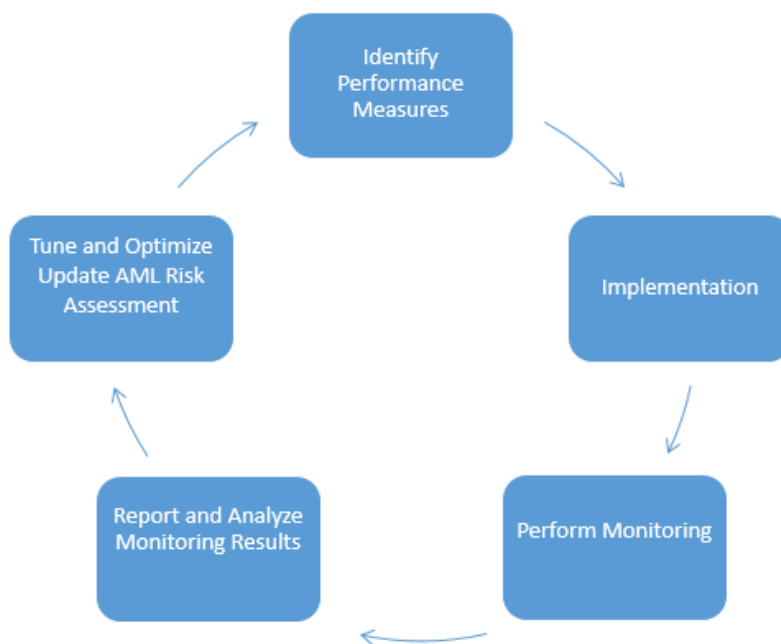 Identify
Performance
Measures
Implementation
Perform Monitoring
Report and Analyze
Monitoring Results
Tune and Optimize
Update AML Risk
Assessment